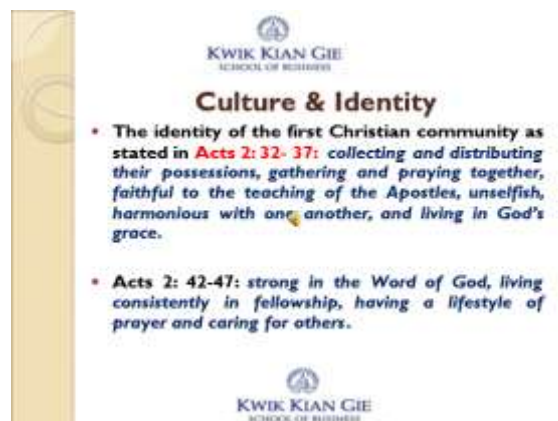 KWIK KIAN GIE
SCHOOL OF BUSINESS
Culture & Identity
• The identity of the first Christian community as
stated in Acts 2: 32- 37: collecting and distributing
their possessions, gathering and praying together,
faithful to the teaching of the Apostles, unselfish,
harmonious with one another, and living in God's
grace.
• Acts 2: 42-47: strong in the Word of God, living
consistently in fellowship, having a lifestyle of
prayer and caring for others.
KWIK KIAN GIE
SCHOOL OF BUSINESS